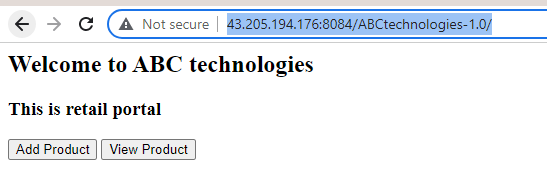 Not secure 43.205.194.176:8084/ABCtechnologies-1.0/
Welcome to ABC technologies
This is retail portal
Add Product View Product